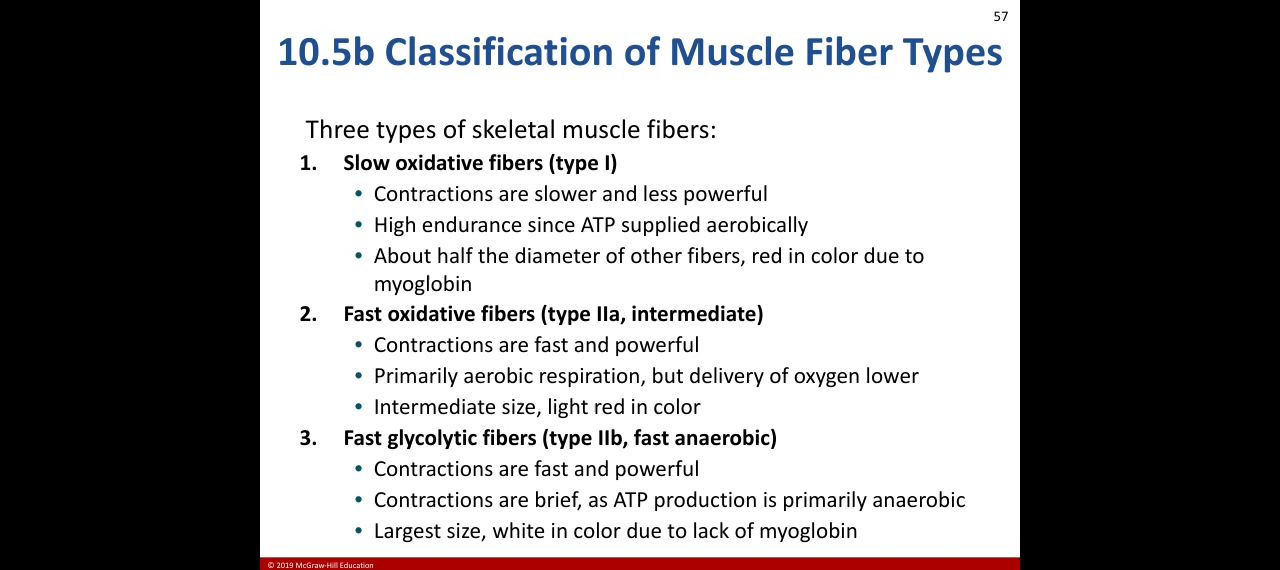 57
10.5b Classification of Muscle Fiber Types
Three types of skeletal muscle fibers:
1. Slow oxidative fibers (type I)
• Contractions are slower and less powerful
• High endurance since ATP supplied aerobically
• About half the diameter of other fibers, red in color due to
myoglobin
2. Fast oxidative fibers (type IIa, intermediate)
• Contractions are fast and powerful
• Primarily aerobic respiration, but delivery of oxygen lower
• Intermediate size, light red in color
3. Fast glycolytic fibers (type IIb, fast anaerobic)
• Contractions are fast and powerful
• Contractions are brief, as ATP production is primarily anaerobic
• Largest size, white in color due to lack of myoglobin
© 2019 McGraw-Hill Education